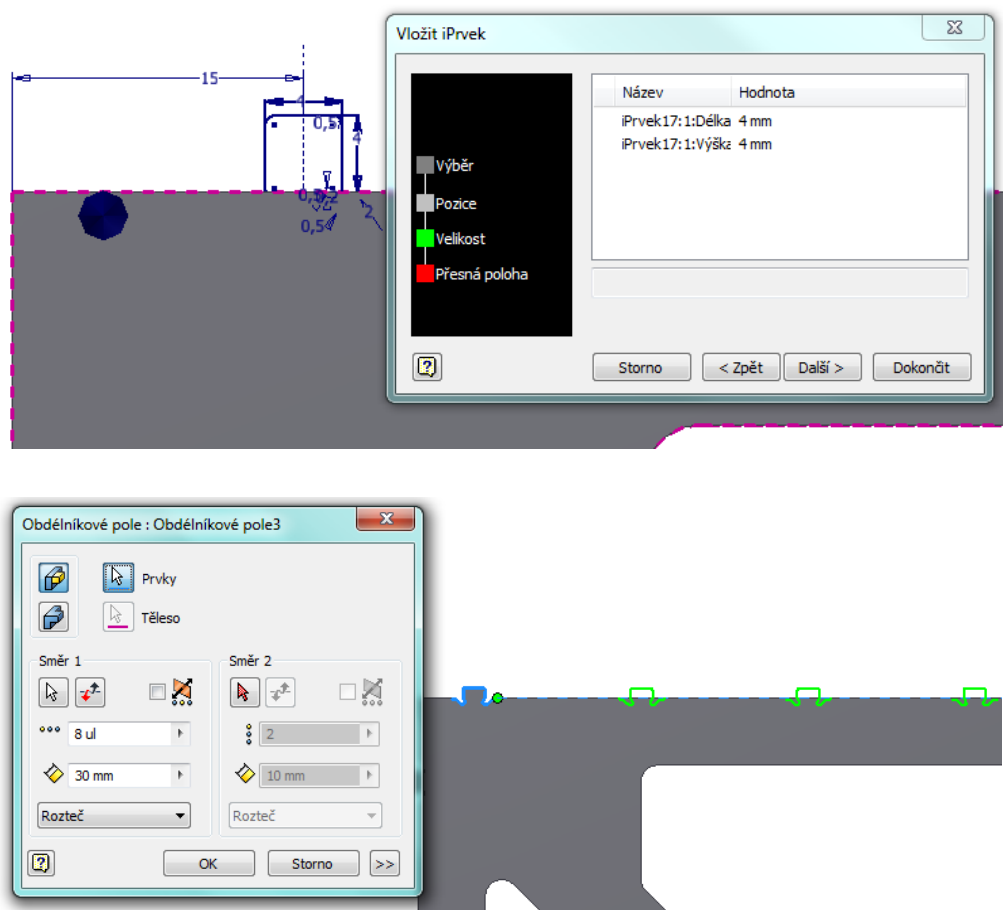 Vložit iPrvek
15
4
0,5
4
0,5
2
2
0,5
Název Hodnota
iPrvek17:1:Délka 4 mm
iPrvek17:1:Výška 4 mm
Výběr
Pozice
Velikost
Přesná poloha
Storno < Zpět Další > Dokončit
Obdélníkové pole : Obdélníkové pole3
Prvky
Těleso
Směr 1 Směr 2
8 ul 2
30 mm 10 mm
Rozteč Rozteč
OK Storno >>